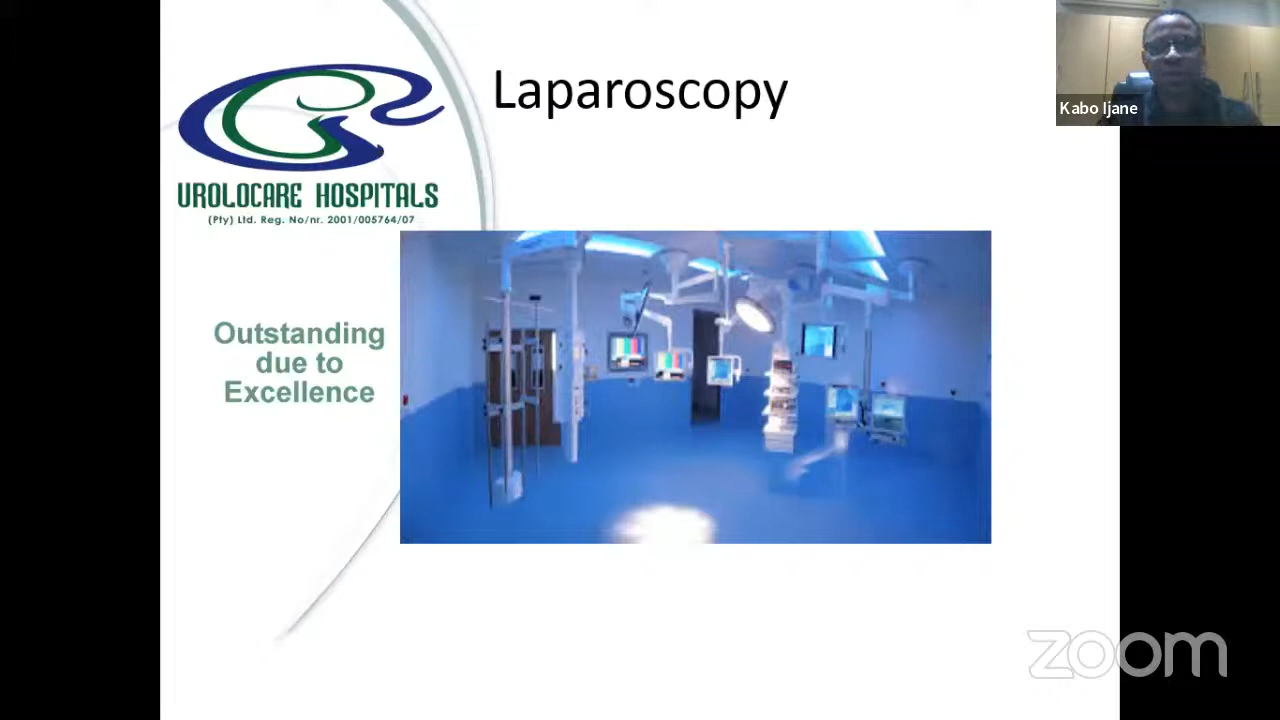 Laparoscopy
Kabo Ijane
UROLOCARE HOSPITALS
(Pty) Ltd. Reg. No/nr. 2001/005764/07
Outstanding
due to
Excellence
zoom